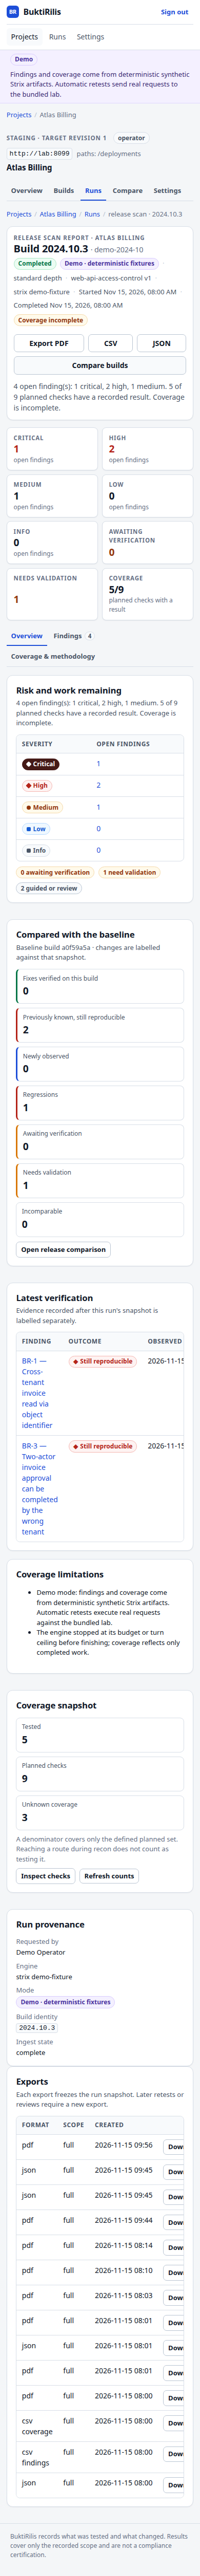 BR BuktiRilis Sign out
Projects Runs Settings
Demo
Findings and coverage come from deterministic synthetic
Strix artifacts. Automatic retests send real requests to
the bundled lab.
Projects / Atlas Billing
STAGING · TARGET REVISION 1 operator
http://lab:8099 paths: /deployments
Atlas Billing
Overview Builds Runs Compare Settings
Projects / Atlas Billing / Runs / release scan · 2024.10.3
RELEASE SCAN REPORT · ATLAS BILLING
Build 2024.10.3 · demo-2024-10
Completed Demo · deterministic fixtures ·
standard depth · web-api-access-control v1 ·
strix demo-fixture · Started Nov 15, 2026, 08:00 AM ·
Completed Nov 15, 2026, 08:00 AM
Coverage incomplete
Export PDF CSV JSON
Compare builds
4 open findings: 1 critical, 2 high, 1 medium. 5 of
9 planned checks have a recorded result. Coverage
is incomplete.
CRITICAL
1
open findings
HIGH
2
open findings
MEDIUM
1
open findings
LOW
0
open findings
INFO
0
open findings
AWAITING
VERIFICATION
0
NEEDS VALIDATION
1
COVERAGE
5/9
planned checks with a
result
Overview Findings 4
Coverage & methodology
Risk and work remaining
4 open findings: 1 critical, 2 high, 1 medium. 5 of 9
planned checks have a recorded result. Coverage is
incomplete.
SEVERITY OPEN FINDINGS
Critical 1
High 2
Medium 1
Low 0
Info 0
0 awaiting verification 1 need validation
2 guided or review
Compared with the baseline
Baseline build a0f59a5a · changes are labelled
against that snapshot.
Fixes verified on this build
0
Previously known, still reproducible
2
Newly observed
0
Regressions
1
Awaiting verification
0
Needs validation
1
Incomparable
0
Open release comparison
Latest verification
Evidence recorded after this run's snapshot is
labelled separately.
FINDING OUTCOME OBSERVED
BR-1 — Still reproducible 2026-11-15
Cross-
tenant
invoice
read via
object
identifier
BR-3 — Still reproducible 2026-11-15
Two-actor
invoice
approval
can be
completed
by the
wrong
tenant
Coverage limitations
• Demo mode: findings and coverage come
from deterministic synthetic Strix artifacts.
Automatic retests execute real requests
against the bundled lab.
• The engine stopped at its budget or turn
ceiling before finishing; coverage reflects only
completed work.
Coverage snapshot
Tested
5
Planned checks
9
Unknown coverage
3
A denominator covers only the defined planned set.
Reaching a route during recon does not count as
testing it.
Inspect checks Refresh counts
Run provenance
Requested by
Demo Operator
Engine
strix demo-fixture
Mode
Demo · deterministic fixtures
Build identity
2024.10.3
Ingest state
complete
Exports
Each export freezes the run snapshot. Later retests or
reviews require a new export.
FORMAT SCOPE CREATED
pdf full 2026-11-15 09:56 Dow
json full 2026-11-15 09:45 Dow
json full 2026-11-15 09:45 Dow
pdf full 2026-11-15 09:44 Dow
pdf full 2026-11-15 08:14 Dow
pdf full 2026-11-15 08:10 Dow
pdf full 2026-11-15 08:03 Dow
pdf full 2026-11-15 08:01 Dow
json full 2026-11-15 08:01 Dow
pdf full 2026-11-15 08:01 Dow
pdf full 2026-11-15 08:00 Dow
csv full 2026-11-15 08:00 Dow
coverage
csv full 2026-11-15 08:00 Dow
findings
json full 2026-11-15 08:00 Dow
BuktiRilis records what was tested and what changed. Results
cover only the recorded scope and are not a compliance
certification.